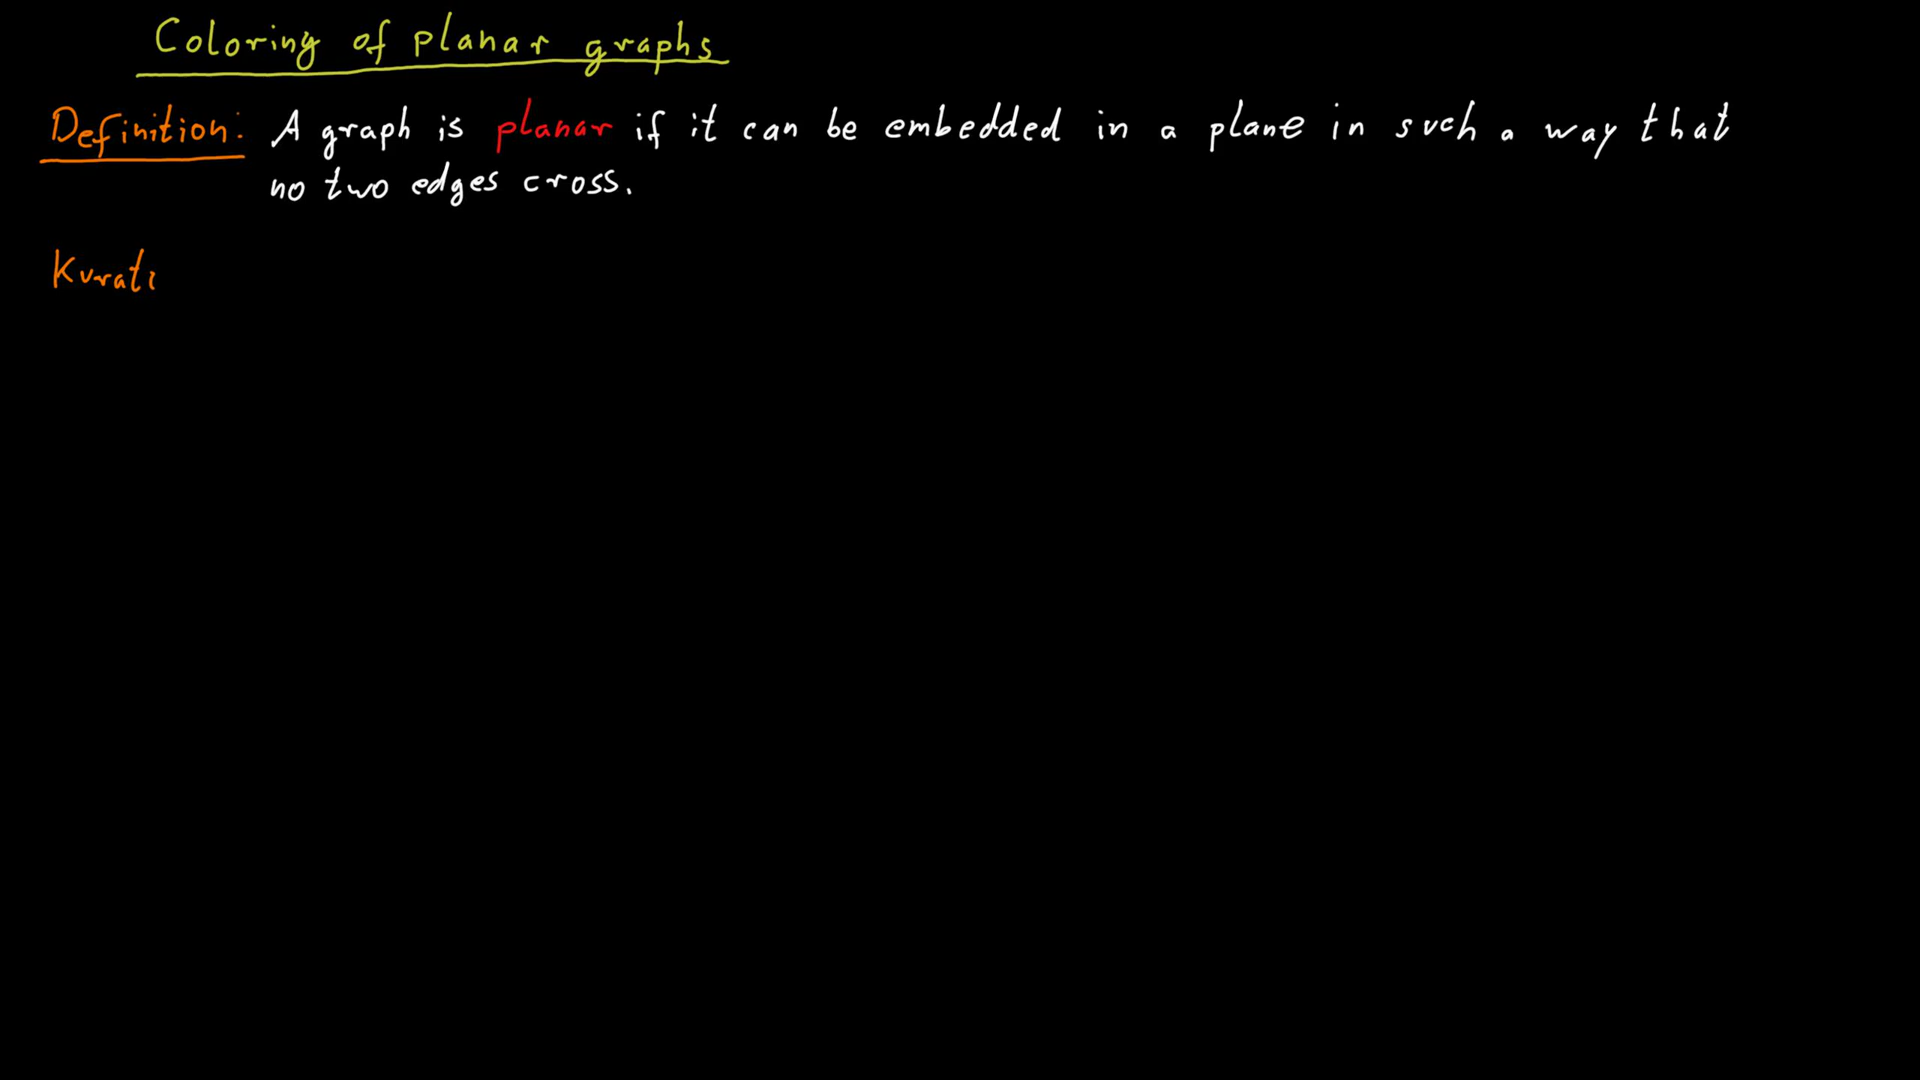 Coloring of planar graphs
Definition: A graph is planar if it can be embedded in a plane in such a way that
no two edges cross.
Kurati